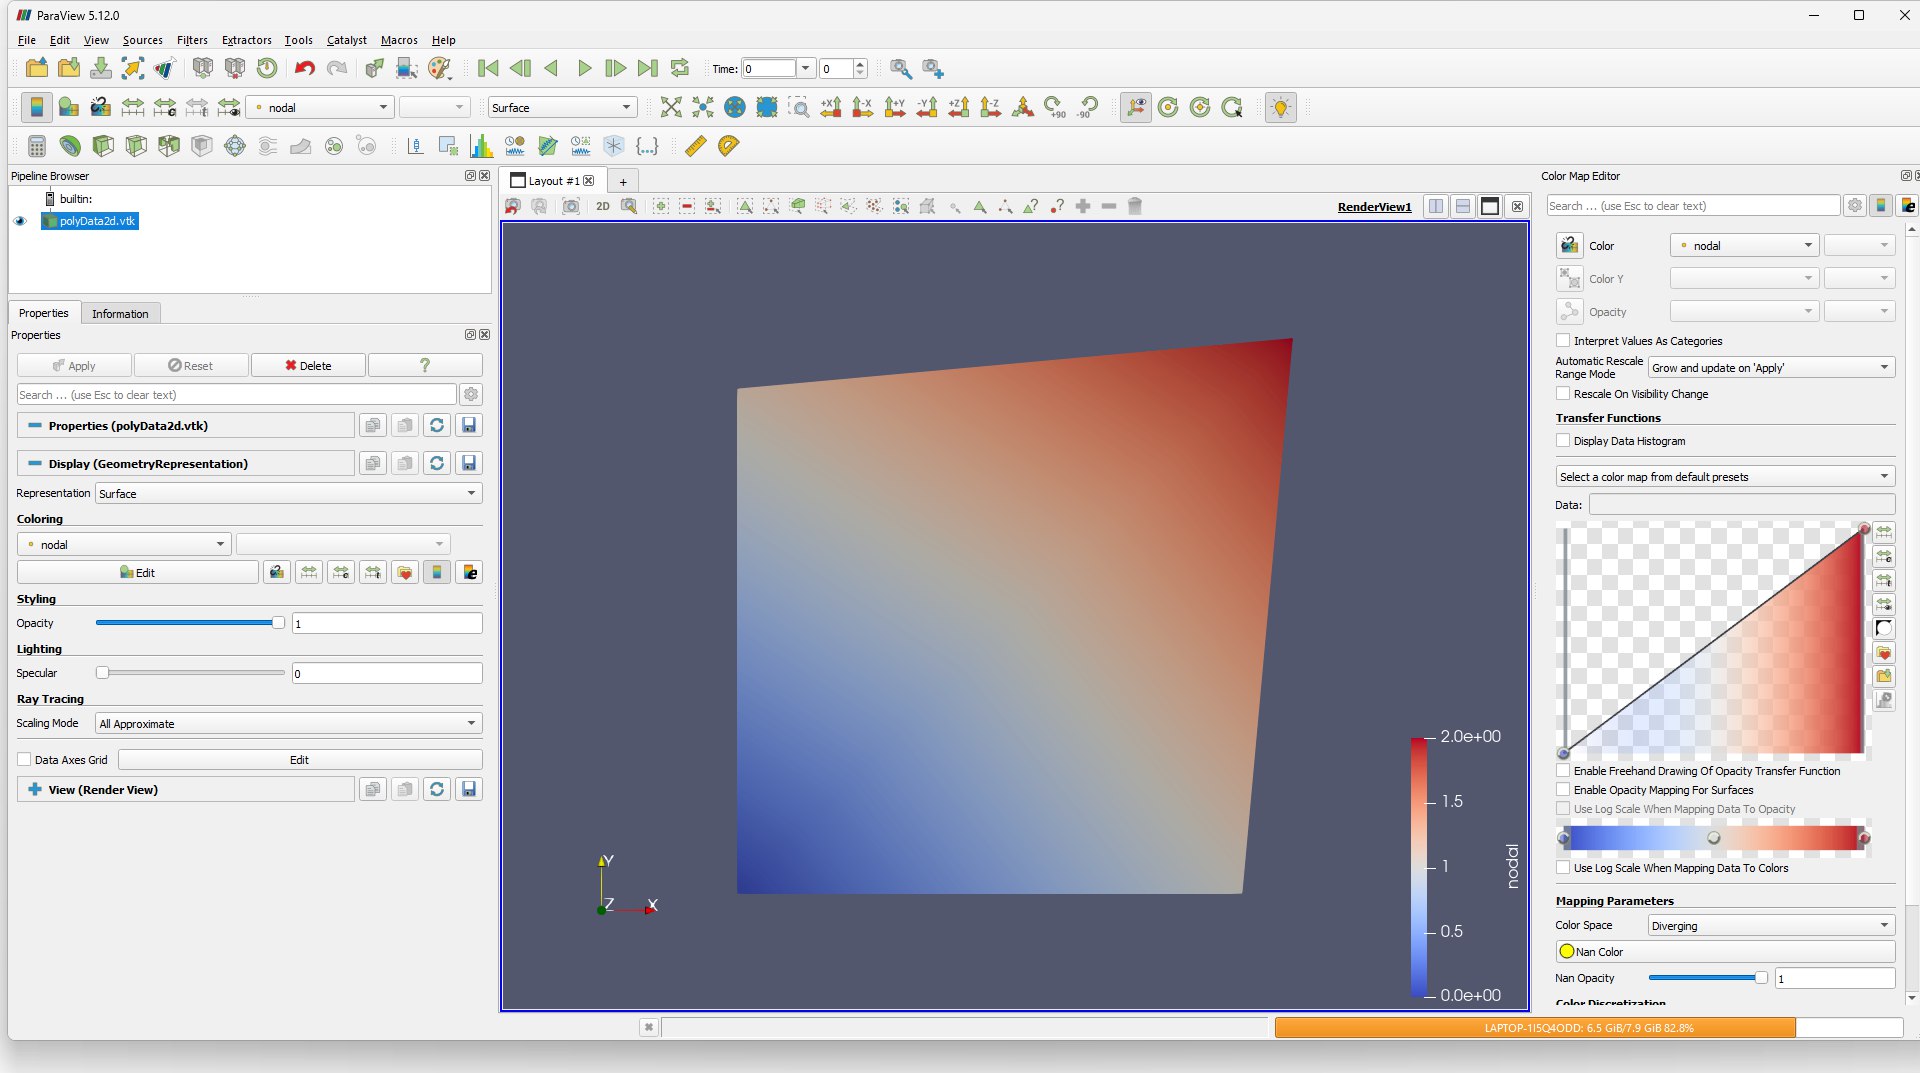 ParaView 5.12.0
File Edit View Sources Filters Extractors Tools Catalyst Macros Help
Time: 0 0
nodal Surface +X -X +Y -Y +Z -Z +90 -90
Pipeline Browser
builtin:
polyData2d.vtk
Properties Information
Properties
Apply Reset Delete ?
Search ... (use Esc to clear text)
Properties (polyData2d.vtk)
Display (GeometryRepresentation)
Representation Surface
Coloring
nodal
Edit
Styling
Opacity 1
Lighting
Specular 0
Ray Tracing
Scaling Mode All Approximate
Data Axes Grid Edit
View (Render View)
Layout #1 +
2D RenderView1
Y
Z X
2.0e+00
1.5
1
0.5
0.0e+00
nodal
Color Map Editor
Search ... (use Esc to clear text)
Color nodal
Color Y
Opacity
Interpret Values As Categories
Automatic Rescale
Range Mode Grow and update on 'Apply'
Rescale On Visibility Change
Transfer Functions
Display Data Histogram
Select a color map from default presets
Data:
Enable Freehand Drawing Of Opacity Transfer Function
Enable Opacity Mapping For Surfaces
Use Log Scale When Mapping Data To Opacity
Use Log Scale When Mapping Data To Colors
Mapping Parameters
Color Space Diverging
Nan Color
Nan Opacity 1
Color Discretization
LAPTOP-1I5Q4ODD: 6.5 GiB/7.9 GiB 82.8%